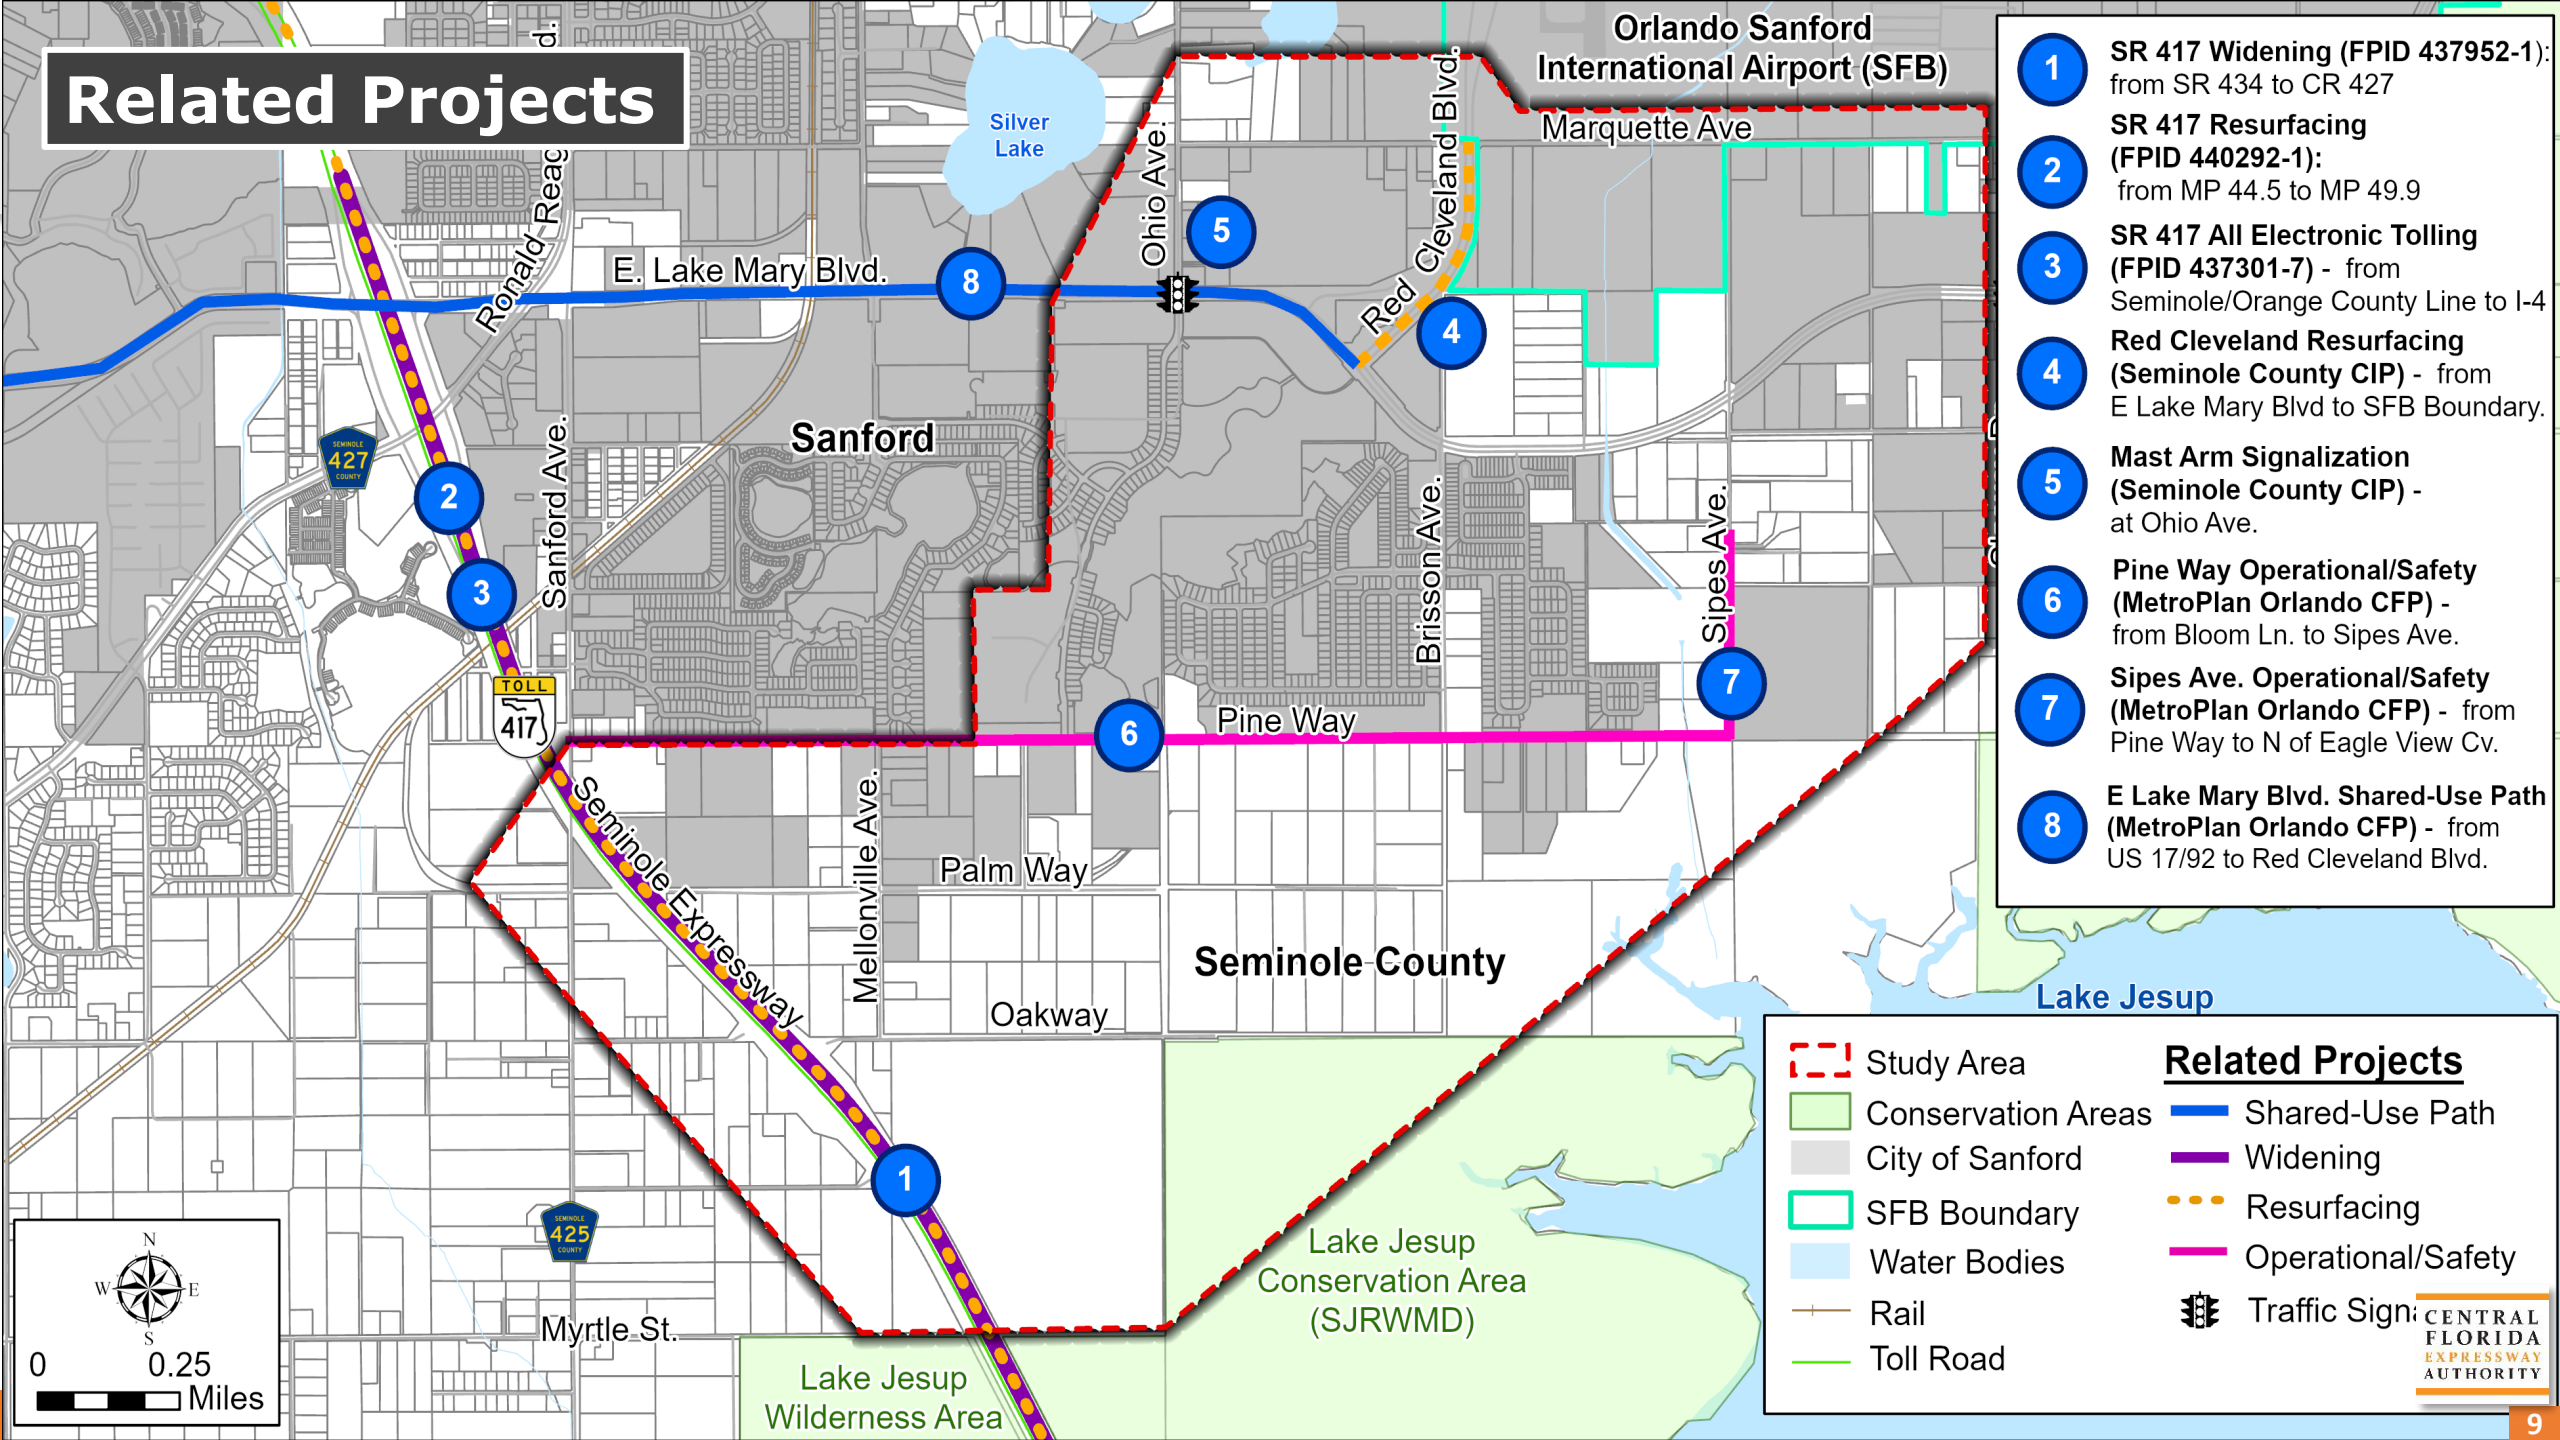 Related Projects
Orlando Sanford
International Airport (SFB)
Silver
Lake
Marquette Ave
Ohio Ave.
Red Cleveland Blvd.
E. Lake Mary Blvd.
8
5
4
SEMINOLE
427
COUNTY
Sanford
Sanford Ave.
2
3
Brisson Ave.
Sipes Ave.
7
TOLL
417
6
Pine Way
Seminole Expressway
Mellonville Ave.
Palm Way
Seminole County
Oakway
Lake Jesup
1
SEMINOLE
425
COUNTY
Myrtle St.
Lake Jesup
Conservation Area
(SJRWMD)
Lake Jesup
Wilderness Area
N
W E
S
0 0.25
Miles
1 SR 417 Widening (FPID 437952-1):
from SR 434 to CR 427
2 SR 417 Resurfacing
(FPID 440292-1):
from MP 44.5 to MP 49.9
3 SR 417 All Electronic Tolling
(FPID 437301-7) - from
Seminole/Orange County Line to I-4
4 Red Cleveland Resurfacing
(Seminole County CIP) - from
E Lake Mary Blvd to SFB Boundary.
5 Mast Arm Signalization
(Seminole County CIP) -
at Ohio Ave.
6 Pine Way Operational/Safety
(MetroPlan Orlando CFP) -
from Bloom Ln. to Sipes Ave.
7 Sipes Ave. Operational/Safety
(MetroPlan Orlando CFP) - from
Pine Way to N of Eagle View Cv.
8 E Lake Mary Blvd. Shared-Use Path
(MetroPlan Orlando CFP) - from
US 17/92 to Red Cleveland Blvd.
Study Area
Conservation Areas
City of Sanford
SFB Boundary
Water Bodies
Rail
Toll Road
Related Projects
Shared-Use Path
Widening
Resurfacing
Operational/Safety
Traffic
CENTRAL
FLORIDA
EXPRESSWAY
AUTHORITY
9